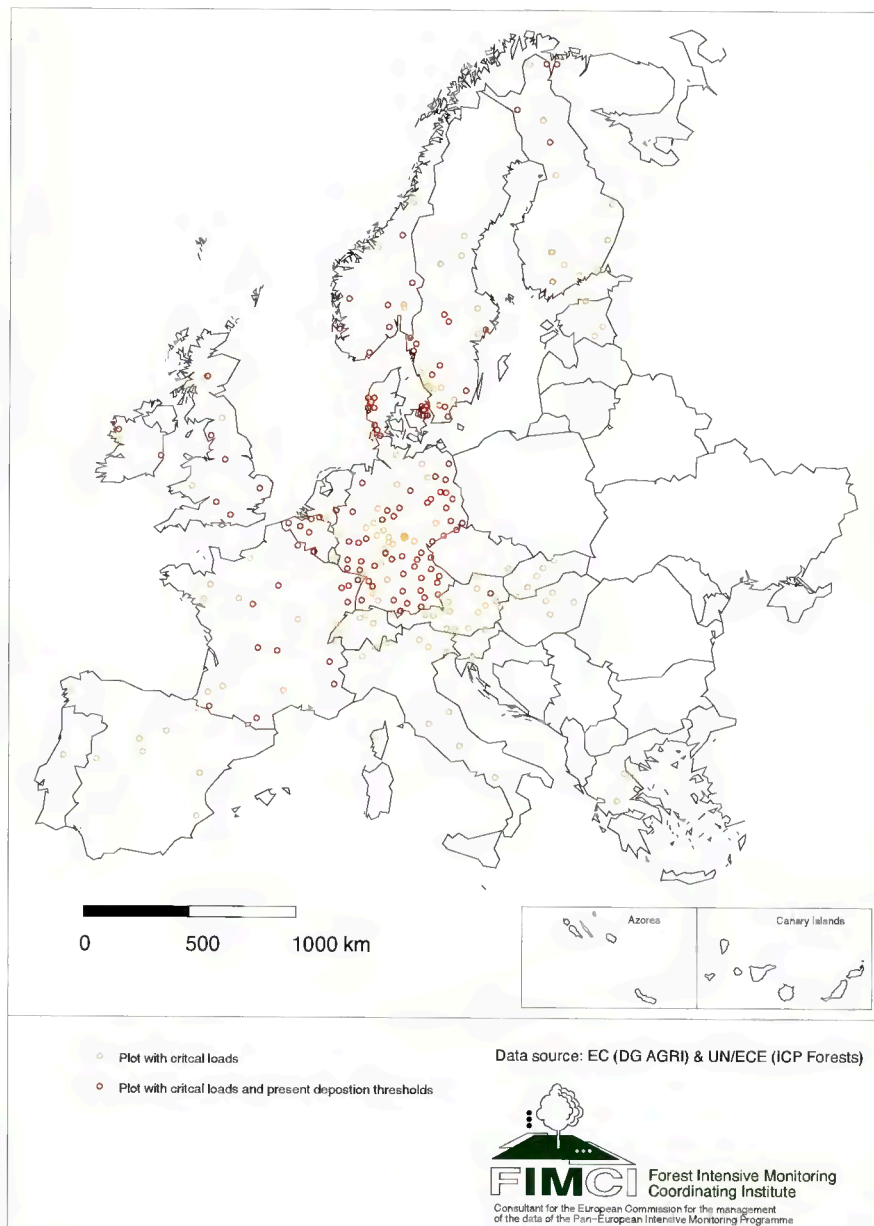 Azores
Canary Islands
0 500 1000 km
Plot with critcal loads
Plot with critcal loads and present depostion thresholds
Data source: EC (DG AGRI) & UN/ECE (ICP Forests)
FIMCI
Forest Intensive Monitoring
Coordinating Institute
Consultant for the European Commission for the management
of the data of the Pan-European Intensive Monitoring Programme